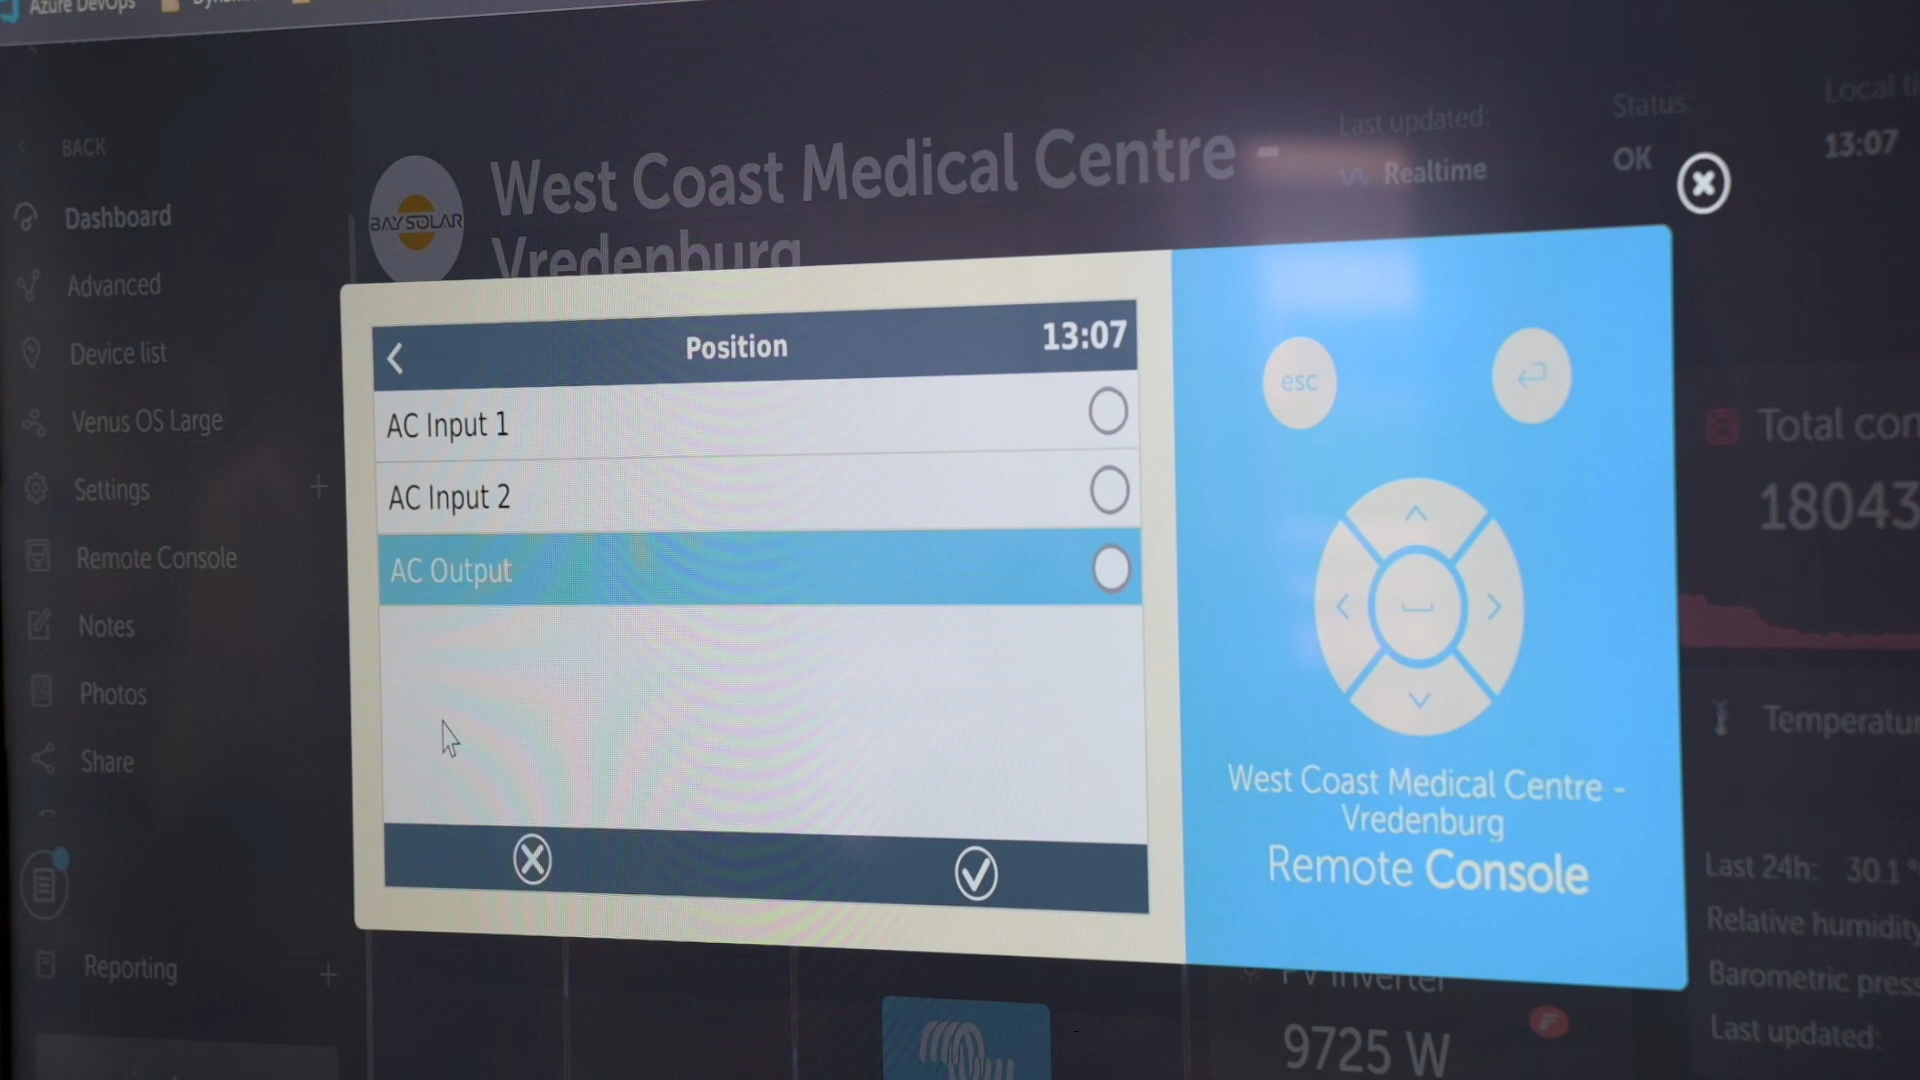 Azure DevOps
BACK
Dashboard
Advanced
Device list
Venus OS Large
Settings
Remote Console
Notes
Photos
Share
Reporting
BAY SOLAR
West Coast Medical Centre -
Vredenburg
Last updated:
Realtime
Status:
OK
Local
13:07
Position
13:07
AC Input 1
AC Input 2
AC Output
esc
West Coast Medical Centre -
Vredenburg
Remote Console
Total
18043
Last 24h: 30.1
Relative humidity
Barometric
Last updated:
PV Inverter
9725 W